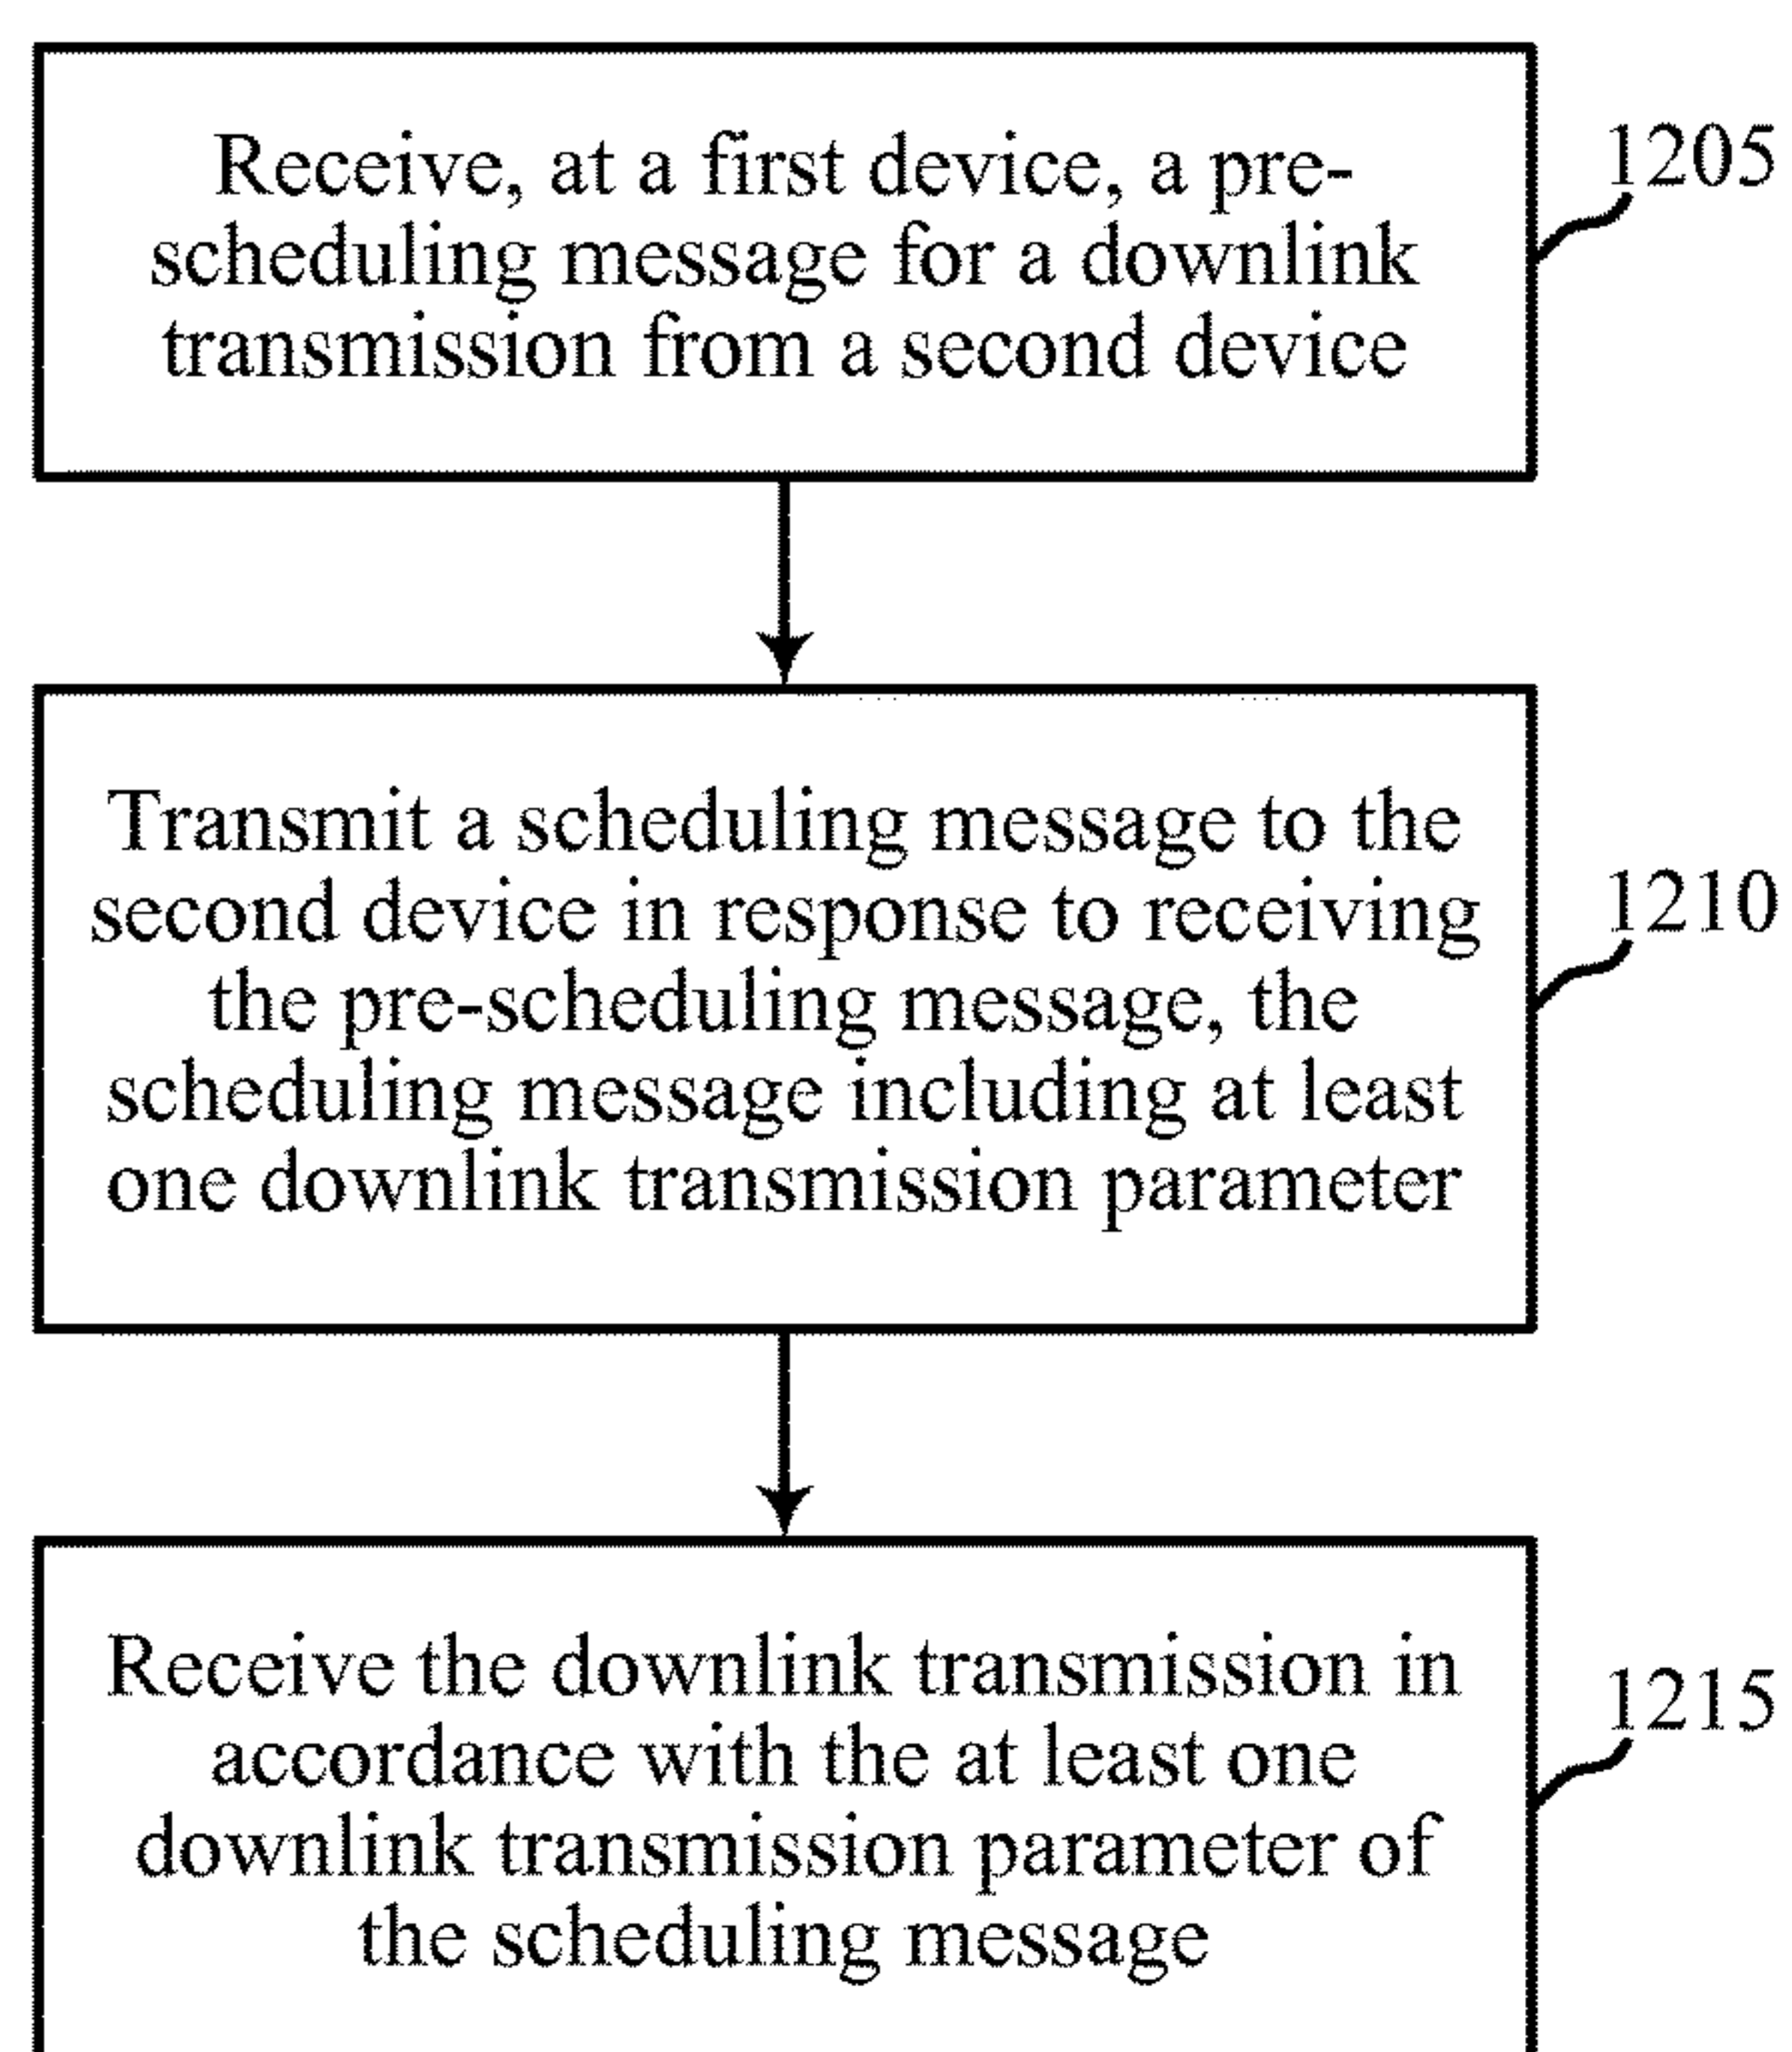 Receive, at a first device, a pre-
scheduling message for a downlink
transmission from a second device
1205
Transmit a scheduling message to the
second device in response to receiving
the pre-scheduling message, the
scheduling message including at least
one downlink transmission parameter
1210
Receive the downlink transmission in
accordance with the at least one
downlink transmission parameter of
the scheduling message
1215